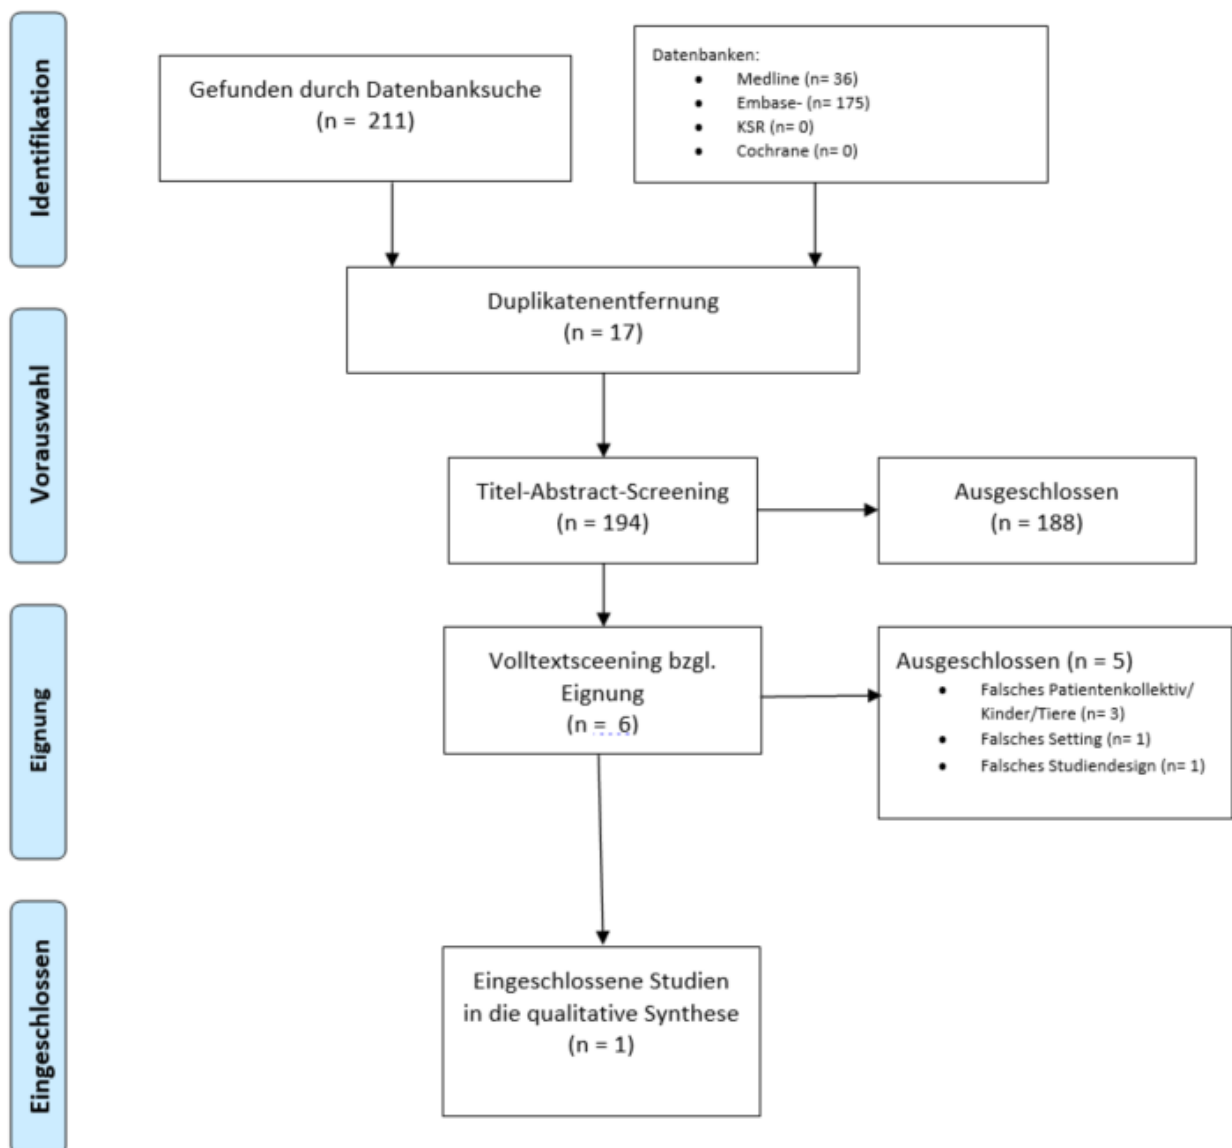 Identifikation
Gefunden durch Datenbanksuche
(n = 211)
Datenbanken:
• Medline (n= 36)
• Embase- (n= 175)
• KSR (n= 0)
• Cochrane (n= 0)
Duplikatenentfernung
(n = 17)
Vorauswahl
Titel-Abstract-Screening
(n = 194)
Ausgeschlossen
(n = 188)
Eignung
Volltextsceening bzgl.
Eignung
(n = 6)
Ausgeschlossen (n = 5)
• Falsches Patientenkollektiv/
Kinder/Tiere (n= 3)
• Falsches Setting (n= 1)
• Falsches Studiendesign (n= 1)
Eingeschlossen
Eingeschlossene Studien
in die qualitative Synthese
(n = 1)